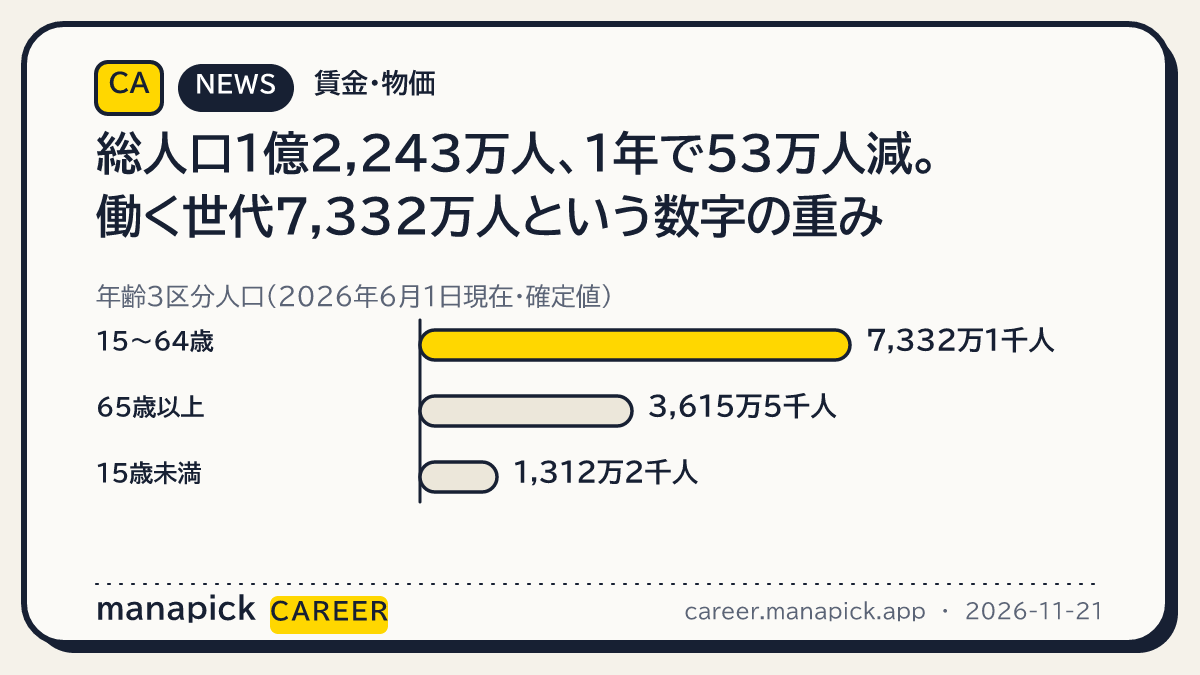 CA NEWS 賃金・物価
総人口1億2,243万人、1年で53万人減。
働く世代7,332万人という数字の重み
年齢3区分人口（2026年6月1日現在・確定値）
15〜64歳 7,332万1千人
65歳以上 3,615万5千人
15歳未満 1,312万2千人
manapick CAREER career.manapick.app ・ 2026-11-21